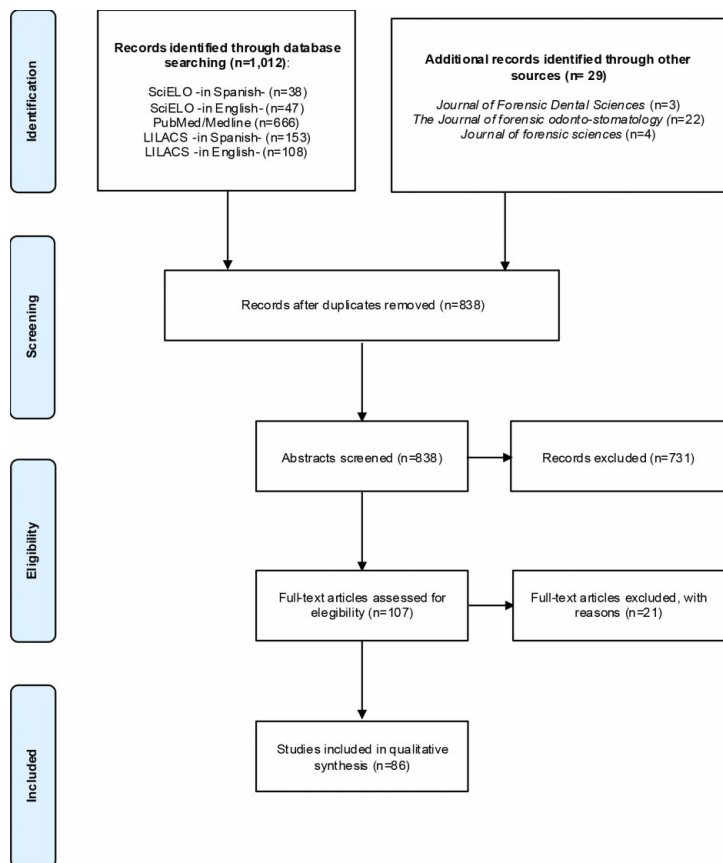 Identification
Records identified through database
searching (n=1,012):
SciELO -in Spanish- (n=38)
SciELO -in English- (n=47)
PubMed/Medline (n=666)
LILACS -in Spanish- (n=153)
LILACS -in English- (n=108)
Additional records identified through other
sources (n= 29)
Journal of Forensic Dental Sciences (n=3)
The Journal of forensic odonto-stomatology (n=22)
Journal of forensic sciences (n=4)
Screening
Records after duplicates removed (n=838)
Abstracts screened (n=838)
Records excluded (n=731)
Eligibility
Full-text articles assessed for
elegibility (n=107)
Full-text articles excluded, with
reasons (n=21)
Included
Studies included in qualitative
synthesis (n=86)